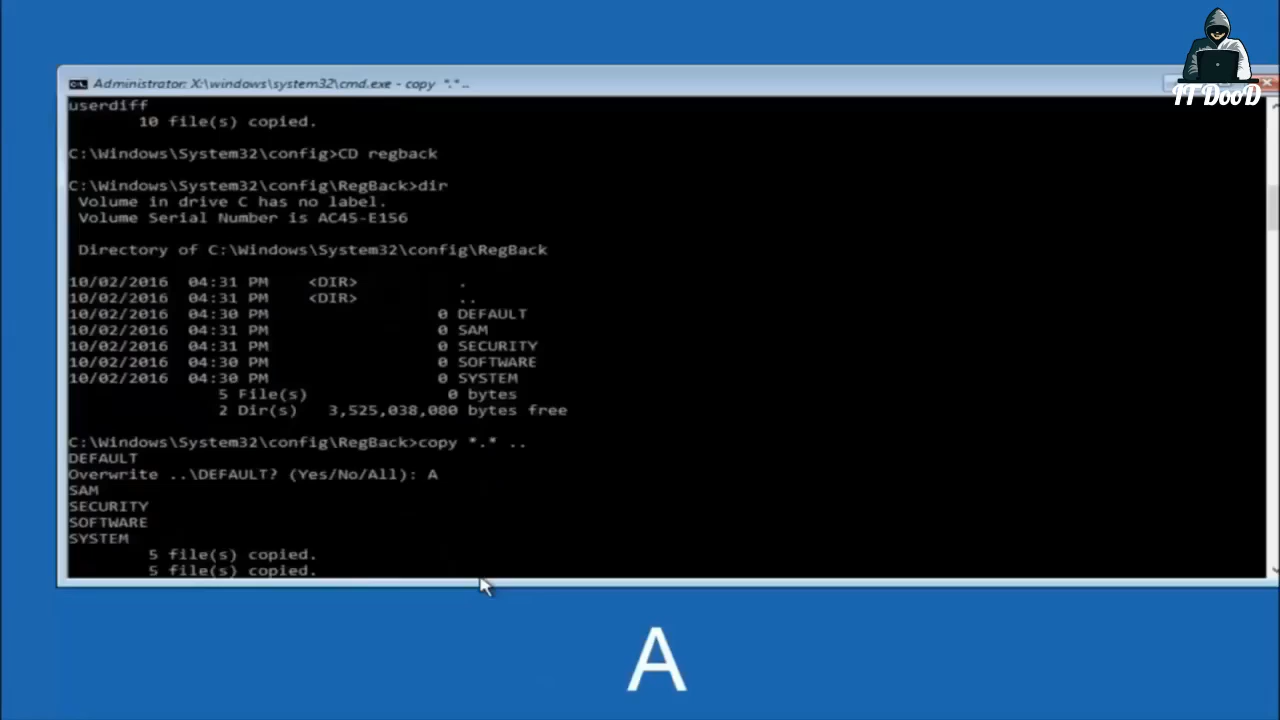 IT DooD
Administrator: X:\windows\system32\cmd.exe - copy *.* ..
userdiff
10 file(s) copied.
C:\Windows\System32\config>CD regback
C:\Windows\System32\config\RegBack>dir
Volume in drive C has no label.
Volume Serial Number is AC45-E156
Directory of C:\Windows\System32\config\RegBack
10/02/2016 04:31 PM <DIR> .
10/02/2016 04:31 PM <DIR> ..
10/02/2016 04:30 PM 0 DEFAULT
10/02/2016 04:31 PM 0 SAM
10/02/2016 04:31 PM 0 SECURITY
10/02/2016 04:30 PM 0 SOFTWARE
10/02/2016 04:30 PM 0 SYSTEM
5 File(s) 0 bytes
2 Dir(s) 3,525,038,080 bytes free
C:\Windows\System32\config\RegBack>copy *.* ..
DEFAULT
Overwrite ..\DEFAULT? (Yes/No/All): A
SAM
SECURITY
SOFTWARE
SYSTEM
5 file(s) copied.
5 file(s) copied.
A